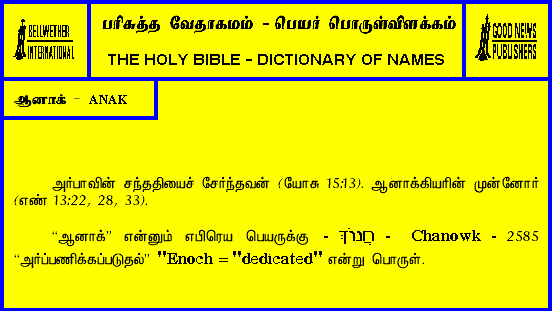 BELLWETHER
INTERNATIONAL
பரிசுத்த வேதாகமம் - பெயர் பொருள்விளக்கம்
THE HOLY BIBLE - DICTIONARY OF NAMES
GOOD NEWS
PUBLISHERS
ஆனாக் - ANAK
அர்பாவின் சந்ததியைச் சேர்ந்தவன் (யோசு 15:13). ஆனாக்கியரின் முன்னோர்
(எண் 13:22, 28, 33).
“ஆனாக்” என்னும் எபிரெய பெயருக்கு - חֲנֹךְ - Chanowk - 2585
“அர்ப்பணிக்கப்படுதல்” "Enoch = "dedicated" என்று பொருள்.